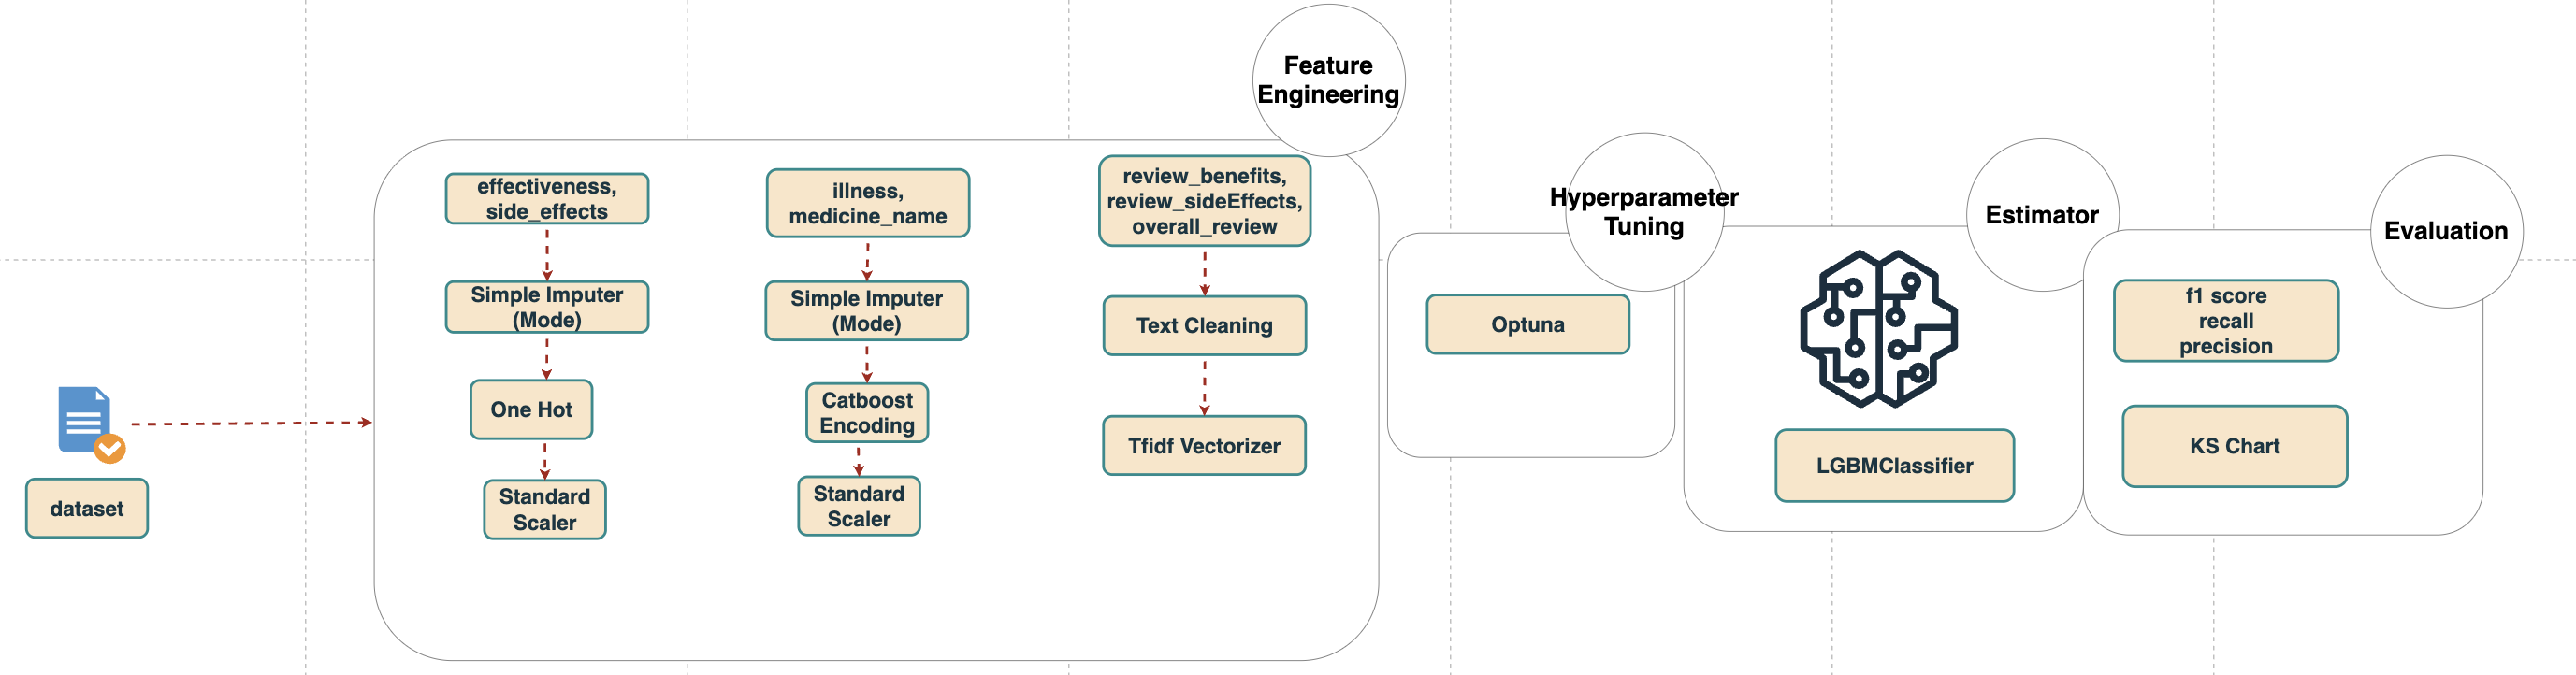 dataset
Feature
Engineering
effectiveness,
side_effects
Simple Imputer
(Mode)
One Hot
Standard
Scaler
illness,
medicine_name
Simple Imputer
(Mode)
Catboost
Encoding
Standard
Scaler
review_benefits,
review_sideEffects,
overall_review
Text Cleaning
Tfidf Vectorizer
Hyperparameter
Tuning
Optuna
Estimator
LGBMClassifier
Evaluation
f1 score
recall
precision
KS Chart